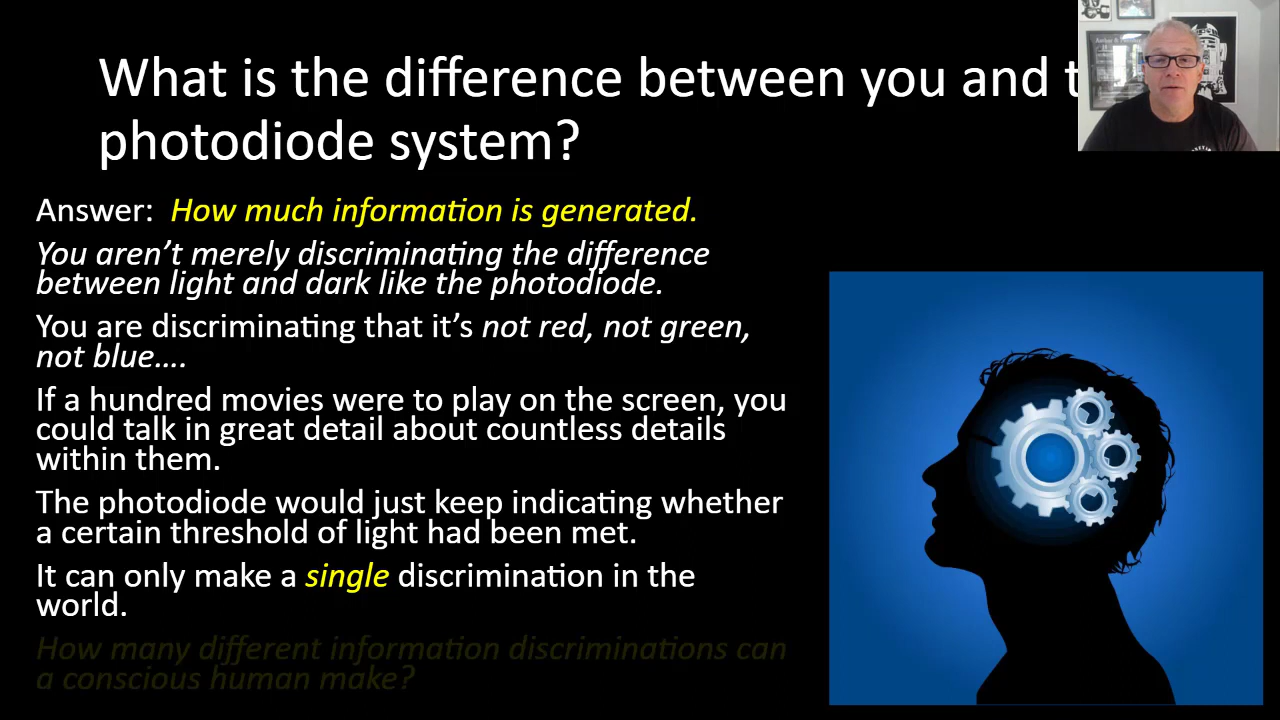 What is the difference between you and t
photodiode system?
Answer: How much information is generated.
You aren't merely discriminating the difference
between light and dark like the photodiode.
You are discriminating that it's not red, not green,
not blue....
If a hundred movies were to play on the screen, you
could talk in great detail about countless details
within them.
The photodiode would just keep indicating whether
a certain threshold of light had been met.
It can only make a single discrimination in the
world.
How many different information discriminations can
a conscious human make?